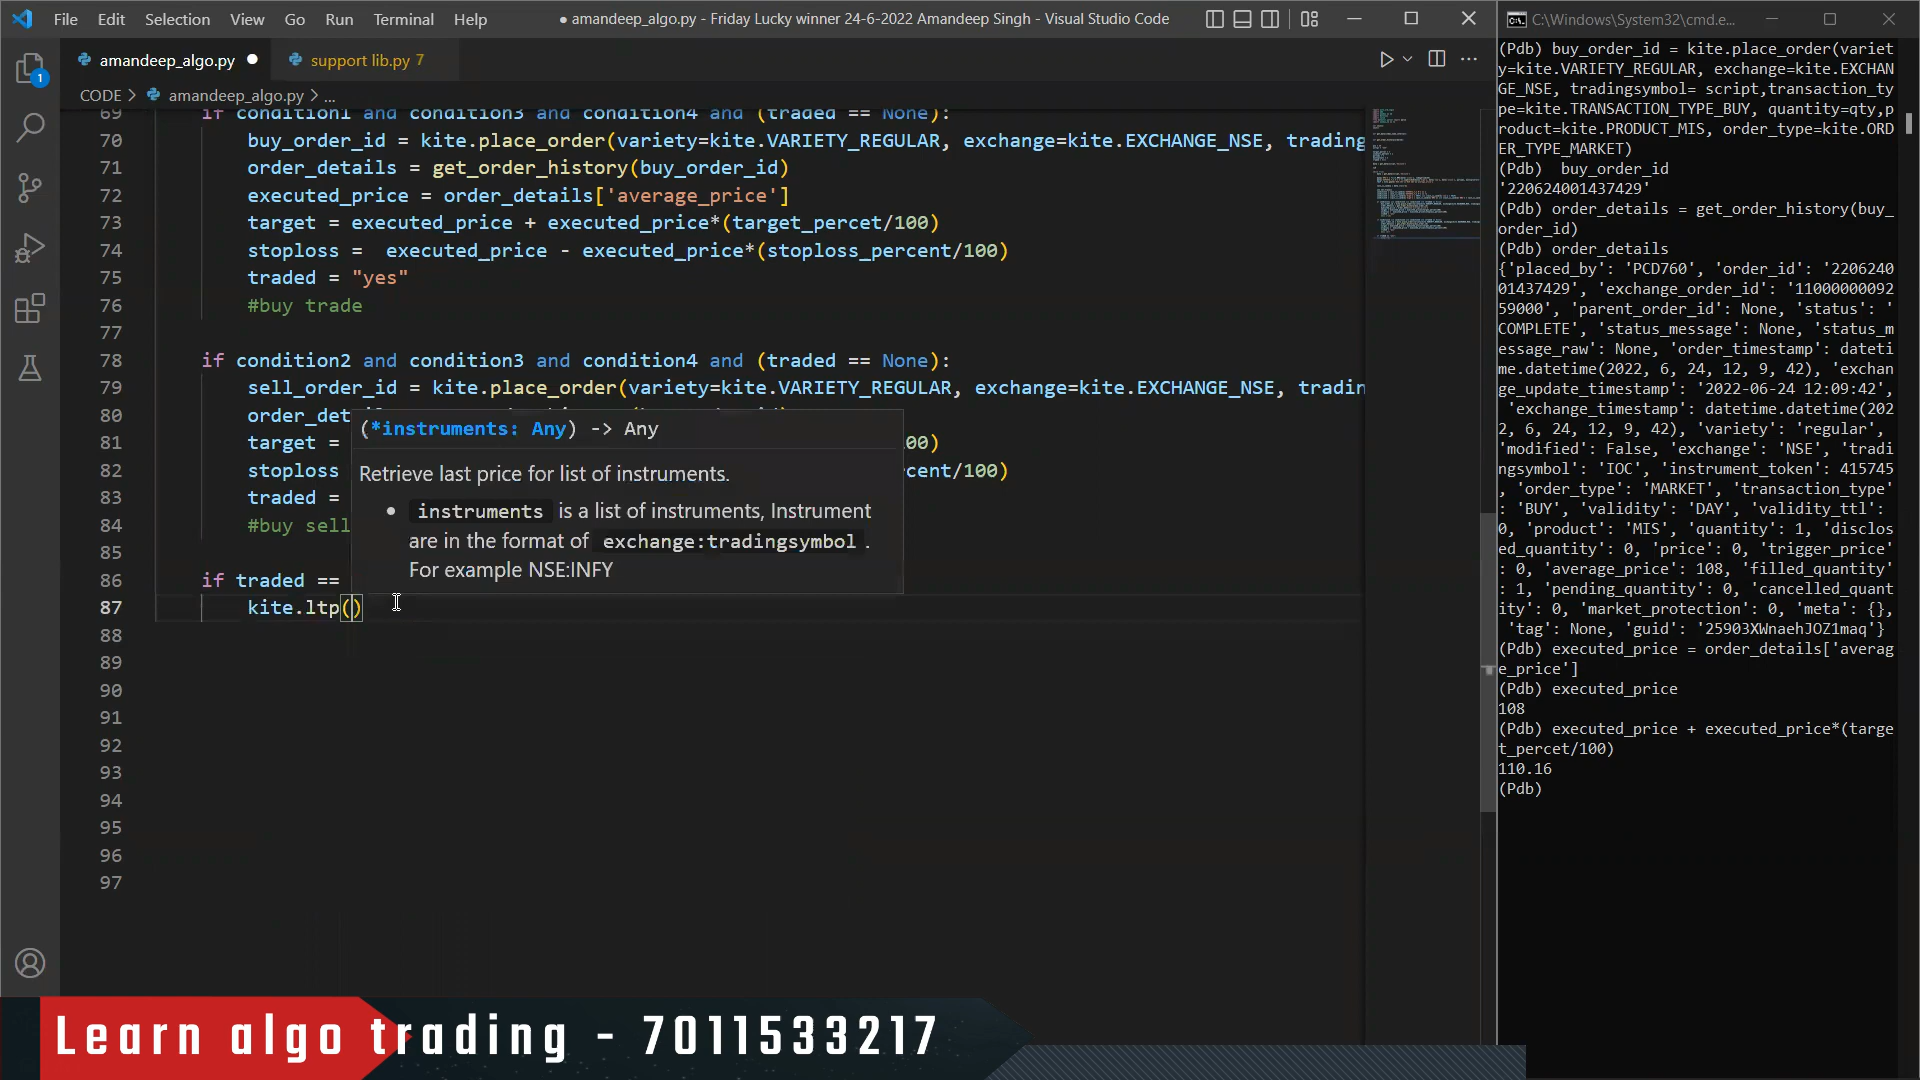 File Edit Selection View Go Run Terminal Help
● amandeep_algo.py - Friday Lucky winner 24-6-2022 Amandeep Singh - Visual Studio Code
amandeep_algo.py ●
support lib.py 7
CODE > amandeep_algo.py > ...
1
69 if condition1 and condition3 and condition4 and (traded == None):
70 buy_order_id = kite.place_order(variety=kite.VARIETY_REGULAR, exchange=kite.EXCHANGE_NSE, trading
71 order_details = get_order_history(buy_order_id)
72 executed_price = order_details['average_price']
73 target = executed_price + executed_price*(target_percet/100)
74 stoploss =  executed_price - executed_price*(stoploss_percent/100)
75 traded = "yes"
76 #buy trade
77
78 if condition2 and condition3 and condition4 and (traded == None):
79 sell_order_id = kite.place_order(variety=kite.VARIETY_REGULAR, exchange=kite.EXCHANGE_NSE, tradin
80 order_det
81 target = 00)
82 stoploss cent/100)
83 traded =
84 #buy sell
85
86 if traded ==
87 kite.ltp()
88
89
90
91
92
93
94
95
96
97
(*instruments: Any) -> Any
Retrieve last price for list of instruments.
• instruments is a list of instruments, Instrument
are in the format of exchange:tradingsymbol .
For example NSE:INFY
C:\Windows\System32\cmd.e...
(Pdb) buy_order_id = kite.place_order(variet
y=kite.VARIETY_REGULAR, exchange=kite.EXCHAN
GE_NSE, tradingsymbol= script,transaction_ty
pe=kite.TRANSACTION_TYPE_BUY, quantity=qty,p
roduct=kite.PRODUCT_MIS, order_type=kite.ORD
ER_TYPE_MARKET)
(Pdb)  buy_order_id
'220624001437429'
(Pdb) order_details = get_order_history(buy_
order_id)
(Pdb) order_details
{'placed_by': 'PCD760', 'order_id': '2206240
01437429', 'exchange_order_id': '11000000092
59000', 'parent_order_id': None, 'status': '
COMPLETE', 'status_message': None, 'status_m
essage_raw': None, 'order_timestamp': dateti
me.datetime(2022, 6, 24, 12, 9, 42), 'exchan
ge_update_timestamp': '2022-06-24 12:09:42',
 'exchange_timestamp': datetime.datetime(202
2, 6, 24, 12, 9, 42), 'variety': 'regular',
'modified': False, 'exchange': 'NSE', 'tradi
ngsymbol': 'IOC', 'instrument_token': 415745
, 'order_type': 'MARKET', 'transaction_type'
: 'BUY', 'validity': 'DAY', 'validity_ttl':
0, 'product': 'MIS', 'quantity': 1, 'disclos
ed_quantity': 0, 'price': 0, 'trigger_price'
: 0, 'average_price': 108, 'filled_quantity'
: 1, 'pending_quantity': 0, 'cancelled_quant
ity': 0, 'market_protection': 0, 'meta': {},
 'tag': None, 'guid': '25903XWnaehJOZ1maq'}
(Pdb) executed_price = order_details['averag
e_price']
(Pdb) executed_price
108
(Pdb) executed_price + executed_price*(targe
t_percet/100)
110.16
(Pdb)
Learn algo trading - 7011533217